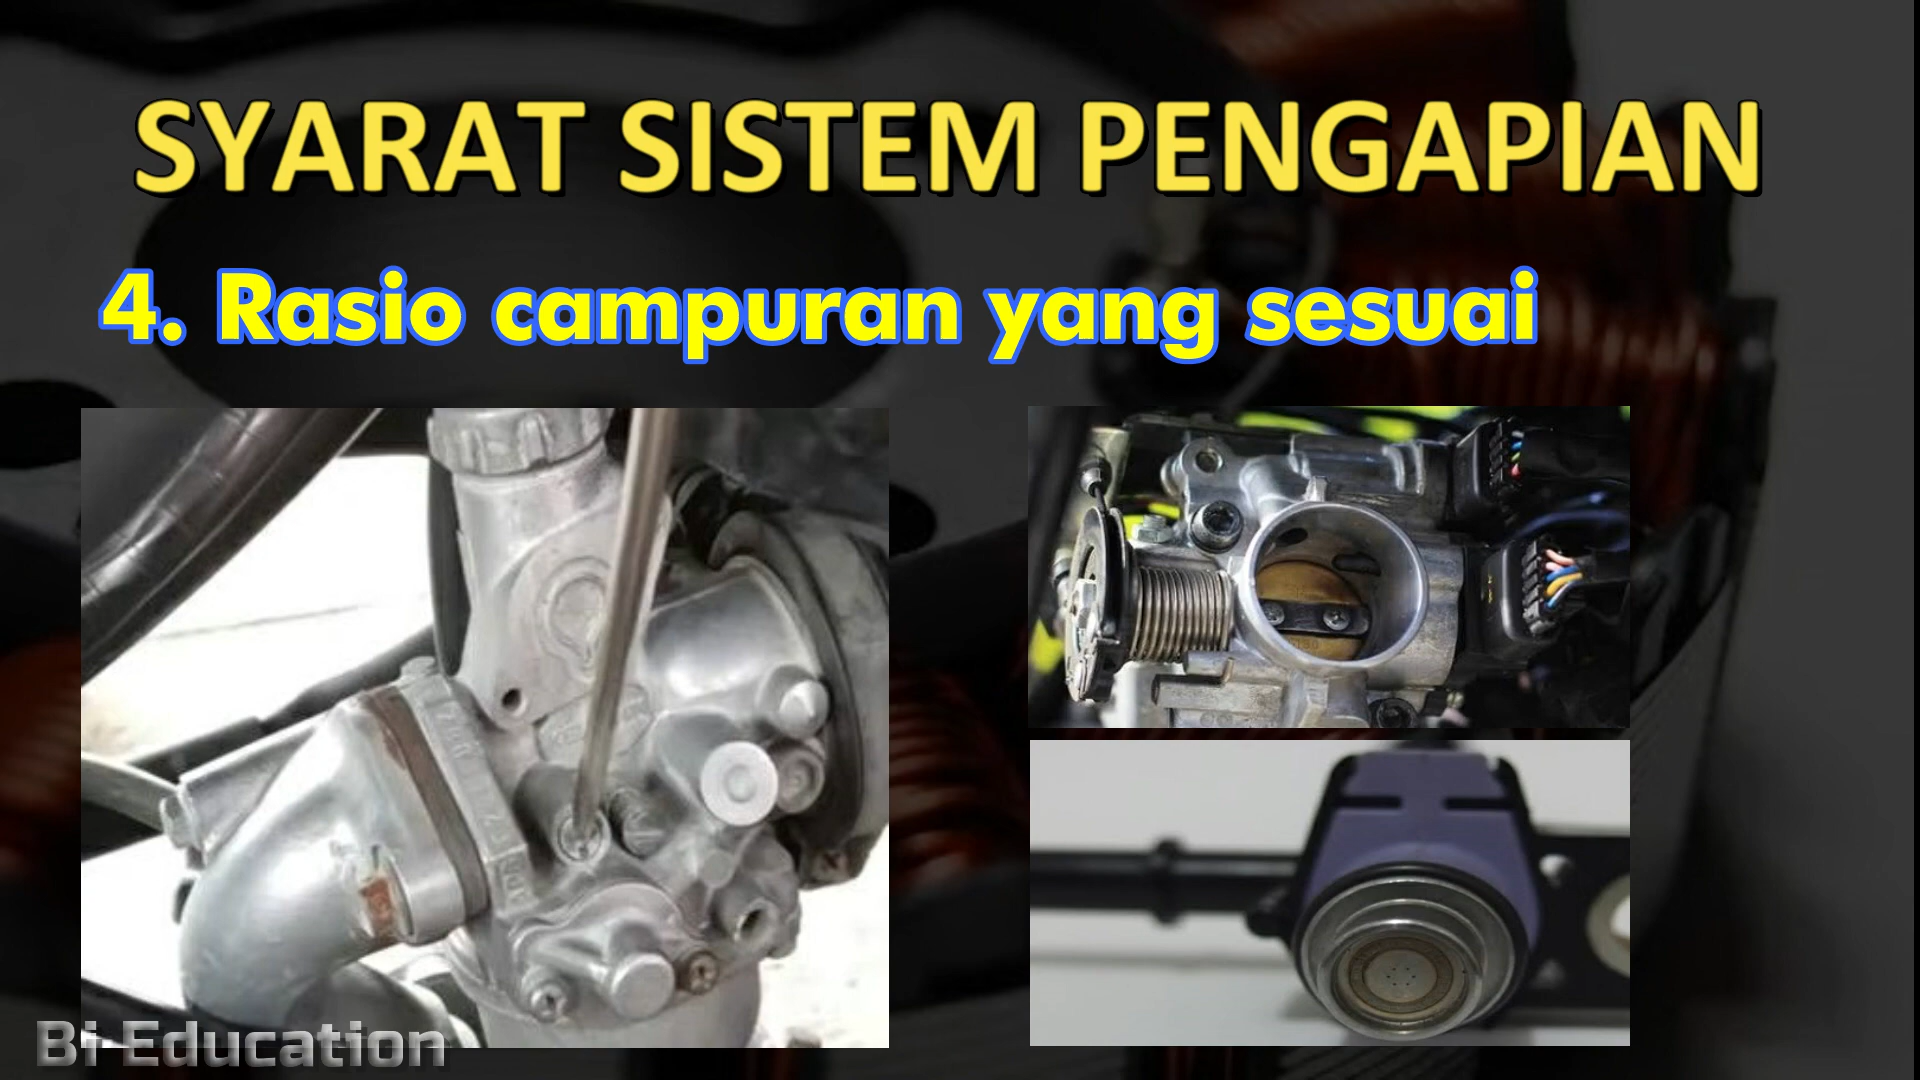 SYARAT SISTEM PENGAPIAN
4. Rasio campuran yang sesuai
Bi Education